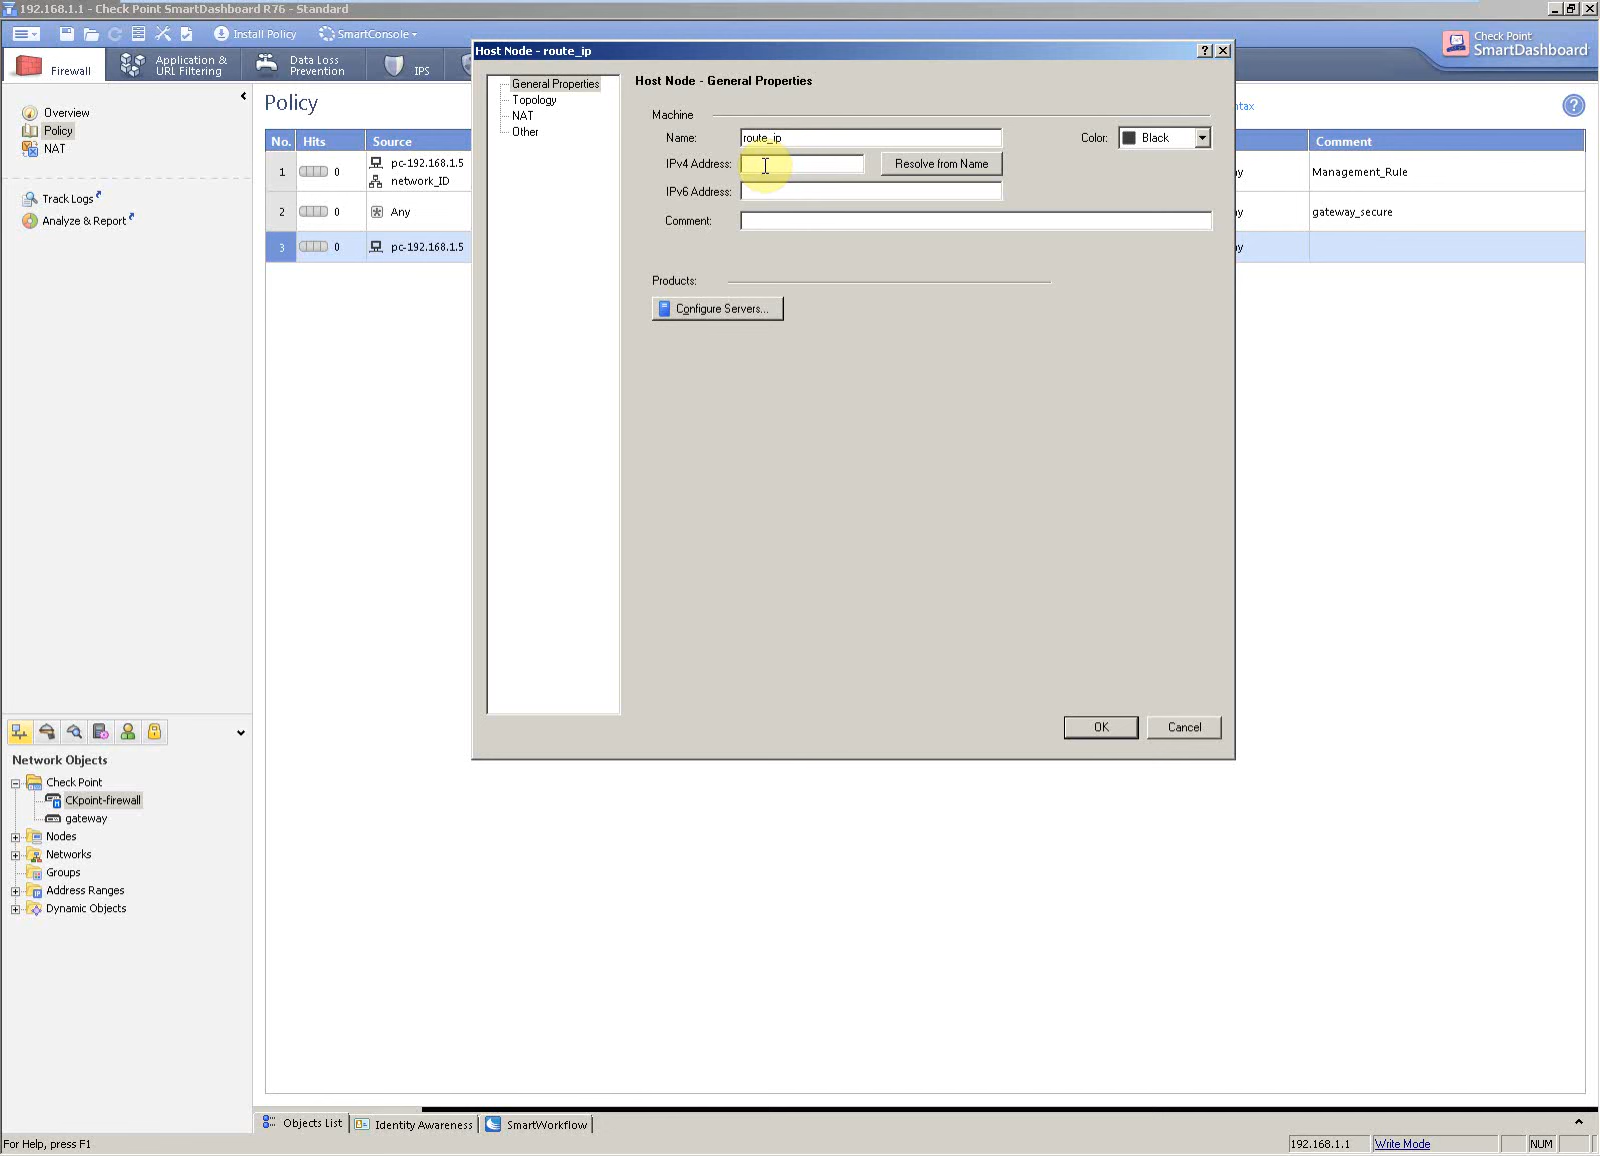 192.168.1.1 - Check Point SmartDashboard R76 - Standard
Install Policy
SmartConsole
Check Point
SmartDashboard
Firewall
Application &
URL Filtering
Data Loss
Prevention
IPS
Overview
Policy
NAT
Track Logs
Analyze & Report
Policy
No. Hits Source Comment
1 0 pc-192.168.1.5
network_ID
Management_Rule
2 0 Any gateway_secure
3 0 pc-192.168.1.5
Host Node - route_ip
General Properties
Topology
NAT
Other
Host Node - General Properties
Machine
Name: route_ip Color: Black
IPv4 Address: Resolve from Name
IPv6 Address:
Comment:
Products:
Configure Servers...
OK Cancel
Network Objects
Check Point
CKpoint-firewall
gateway
Nodes
Networks
Groups
Address Ranges
Dynamic Objects
Objects List Identity Awareness SmartWorkflow
For Help, press F1 192.168.1.1 Write Mode NUM